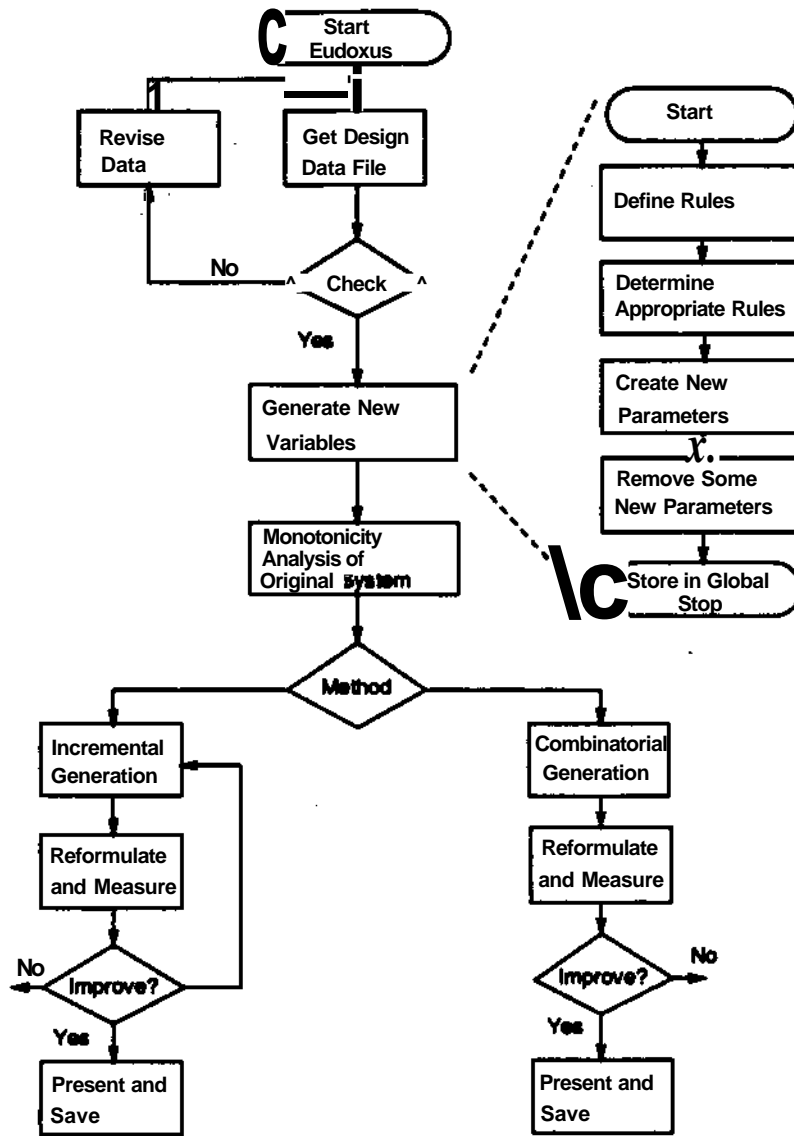 C Start
Eudoxus
Revise
Data
Get Design
Data File
No
^ Check ^
Yes
Generate New
Variables
Monotonicity
Analysis of
Original system
Method
Incremental
Generation
Reformulate
and Measure
No
Improve?
Yes
Present and
Save
Combinatorial
Generation
Reformulate
and Measure
No
Improve?
Yes
Present and
Save
Start
Define Rules
Determine
Appropriate Rules
Create New
Parameters
x.
Remove Some
New Parameters
\c Store in Global
Stop